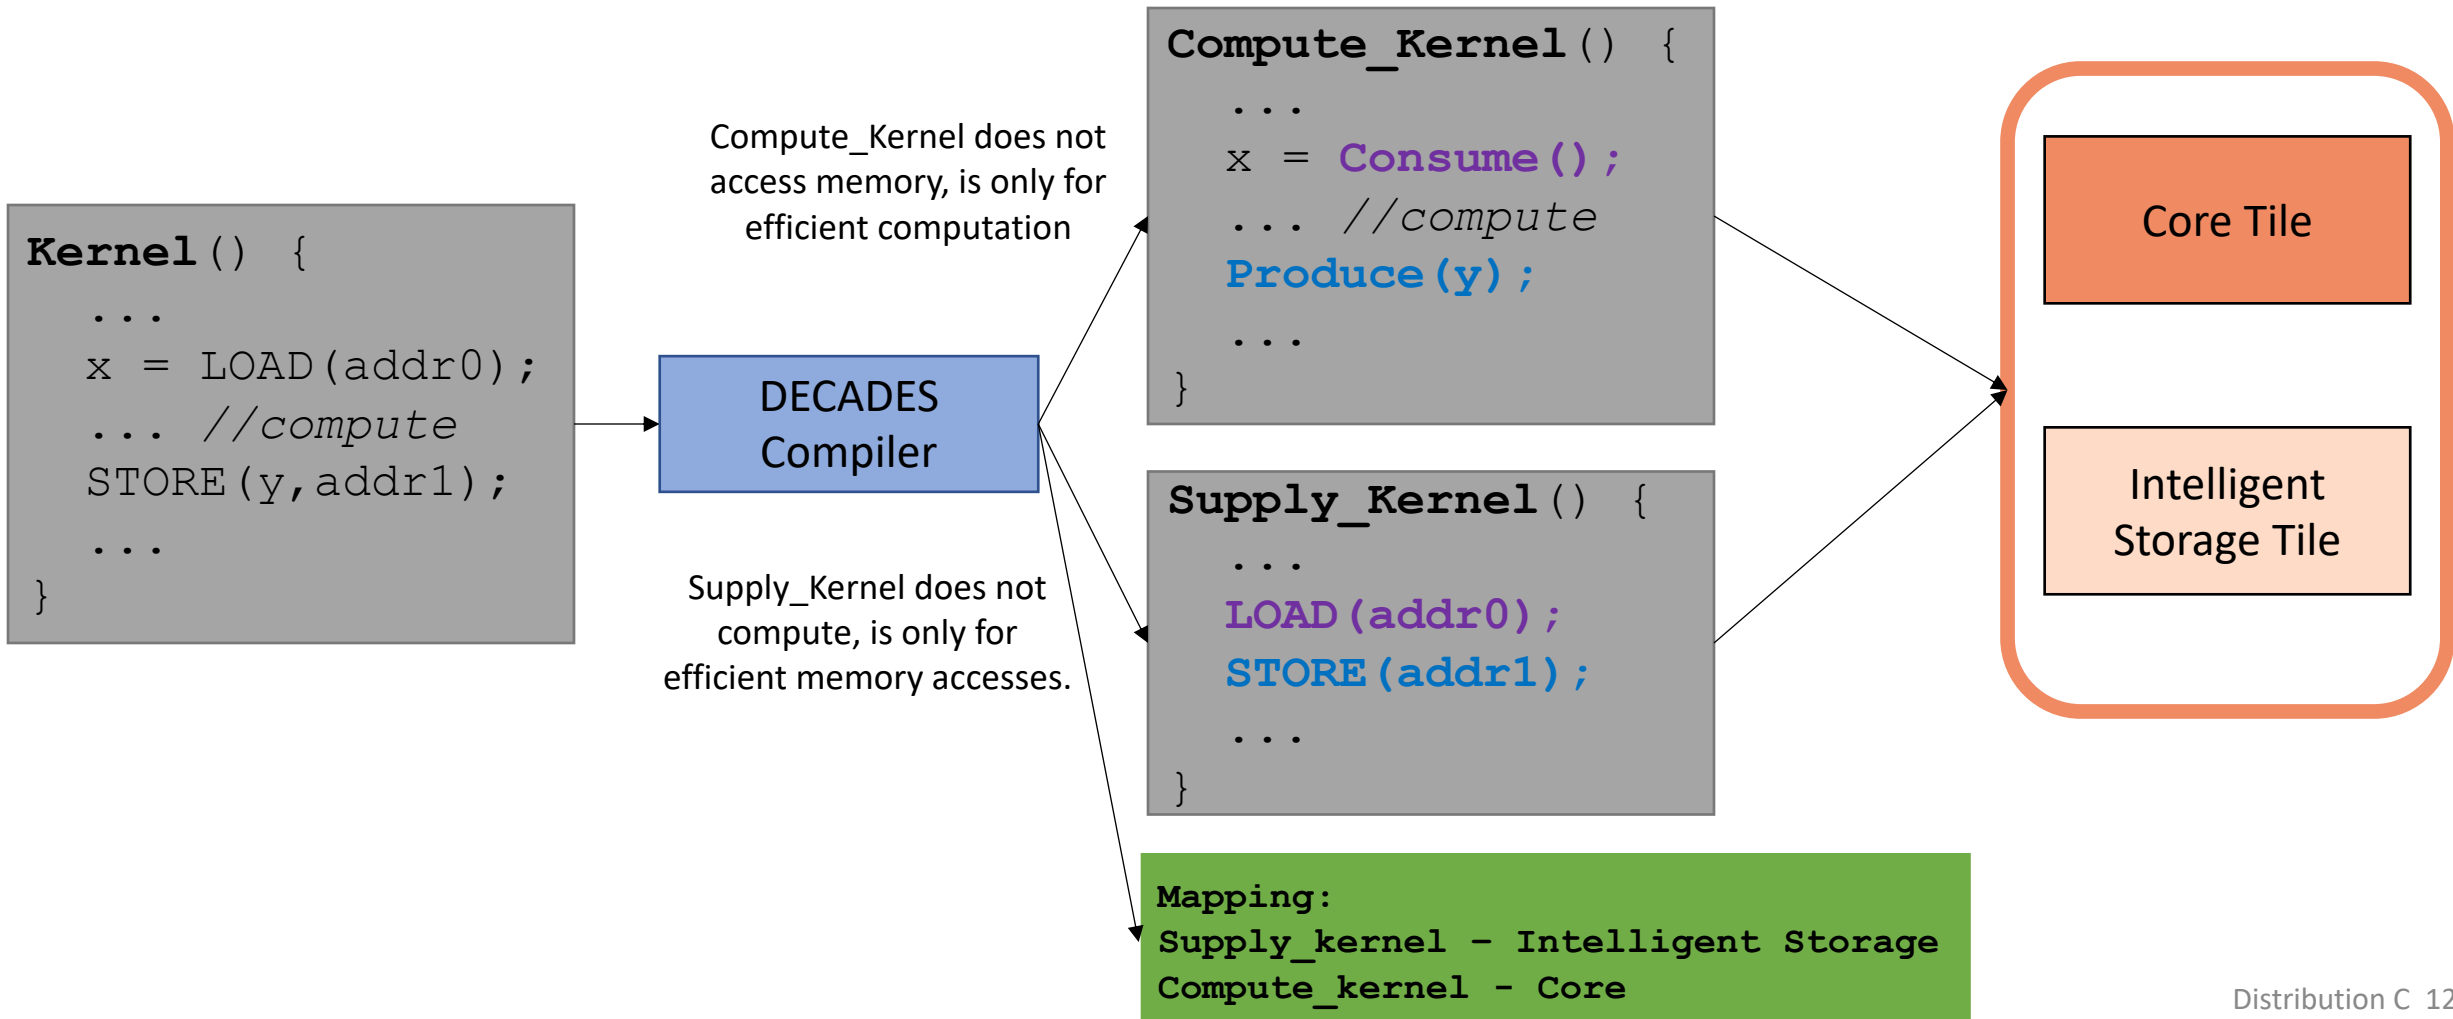 Kernel() {
...
x = LOAD(addr0);
... //compute
STORE(y,addr1);
...
}
Compute_Kernel does not
access memory, is only for
efficient computation
DECADES
Compiler
Supply_Kernel does not
compute, is only for
efficient memory accesses.
Compute_Kernel() {
...
x = Consume();
... //compute
Produce(y);
...
}
Supply_Kernel() {
...
LOAD(addr0);
STORE(addr1);
...
}
Mapping:
Supply_kernel – Intelligent Storage
Compute_kernel - Core
Core Tile
Intelligent
Storage Tile
Distribution C 12